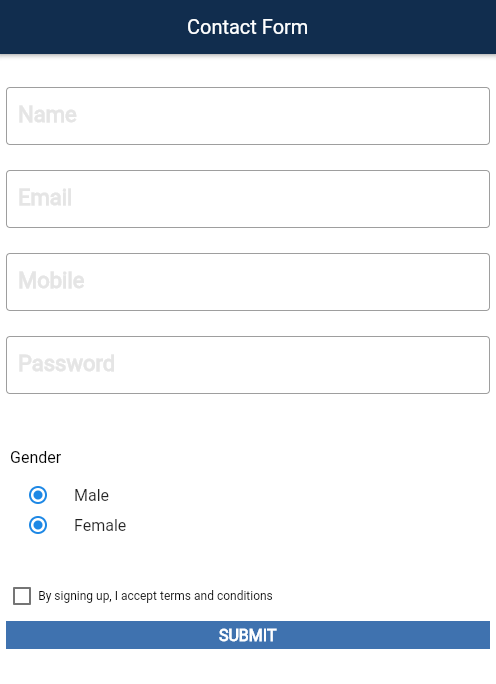 Contact Form
Name
Email
Mobile
Password
Gender
Male
Female
By signing up, I accept terms and conditions
SUBMIT